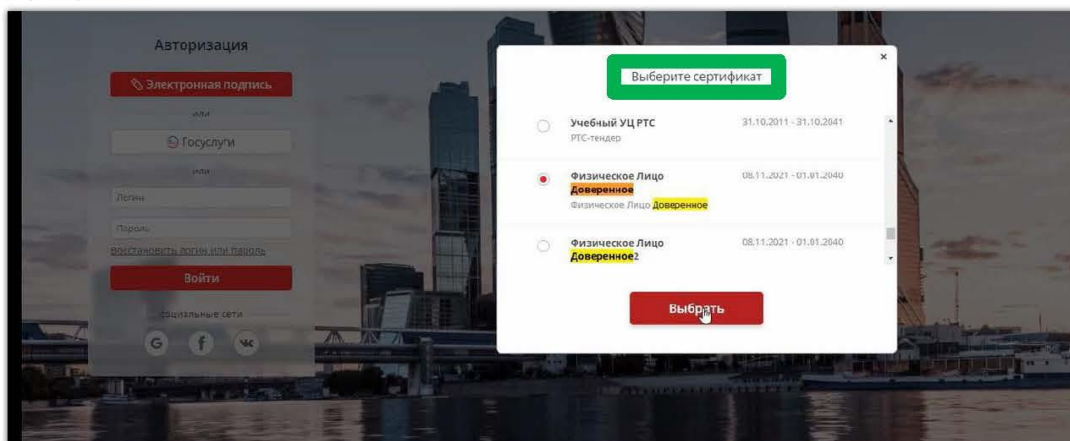 Авторизация
Электронная подпись
или
Госуслуги
или
Логин
Пароль
восстановить логин или пароль
Войти
социальные сети
G f
Выберите сертификат
×
Учебный УЦ РТС 31.10.2011 - 31.10.2041
РТС-тендер
Физическое Лицо 08.11.2021 - 01.01.2040
Доверенное
Физическое Лицо Доверенное
Физическое Лицо 08.11.2021 - 01.01.2040
Доверенное2
Выбрать